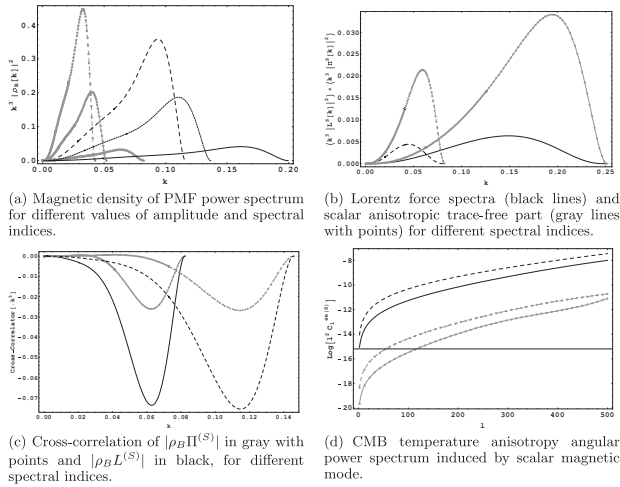 k³ |ρB[k]|²
0.4
0.3
0.2
0.1
0.0
0.00
0.05
0.10
0.15
0.20
k
(a) Magnetic density of PMF power spectrum
for different values of amplitude and spectral
indices.
(k³ |L^S[k]|²) + (k³ |Π^S[k]|²)
0.030
0.025
0.020
0.015
0.010
0.005
0.000
0.00
0.05
0.10
0.15
0.20
0.25
k
(b) Lorentz force spectra (black lines) and
scalar anisotropic trace-free part (gray lines
with points) for different spectral indices.
Cross-Correlator[k³]
0.00
-0.01
-0.02
-0.03
-0.04
-0.05
-0.06
-0.07
0.00
0.02
0.04
0.06
0.08
0.10
0.12
0.14
k
(c) Cross-correlation of |ρBΠ^(S)| in gray with
points and |ρBL^(S)| in black, for different
spectral indices.
-8
-10
-12
-14
-16
-18
20
0
100
200
300
400
500
l
(d) CMB temperature anisotropy angular
power spectrum induced by scalar magnetic
mode.